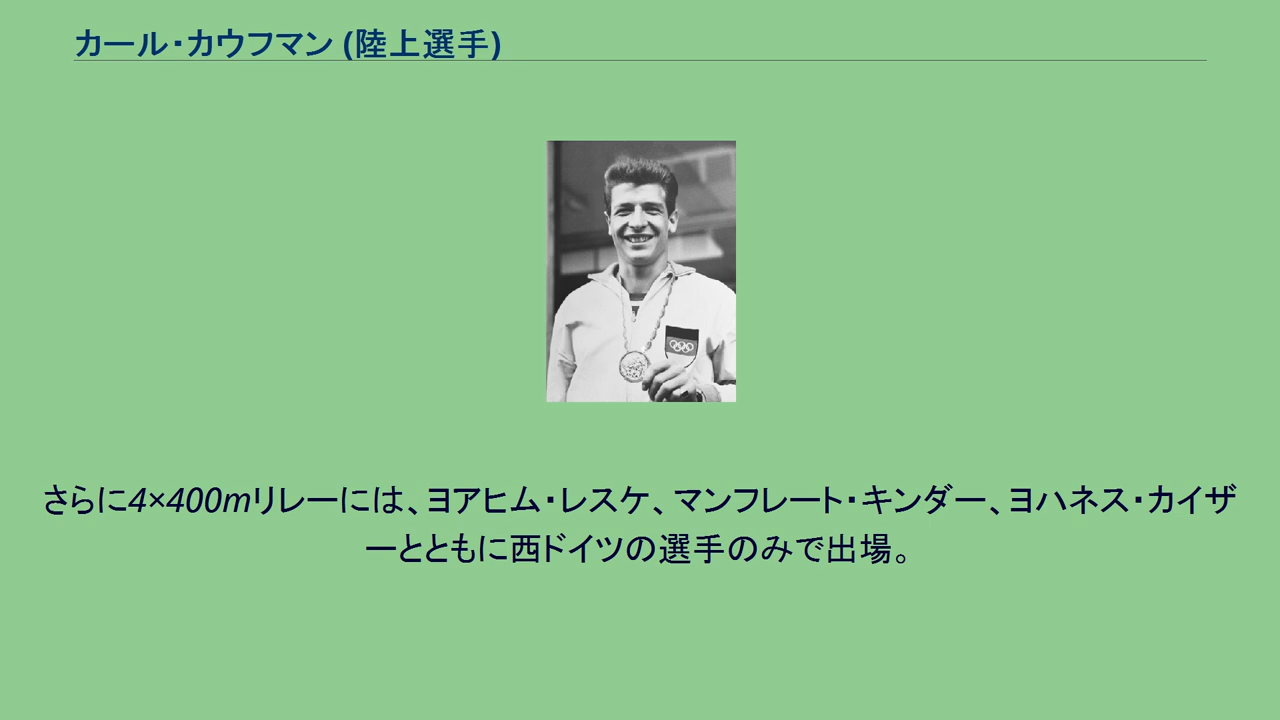 カール・カウフマン (陸上選手)
さらに4×400mリレーには、ヨアヒム・レスケ、マンフレート・キンダー、ヨハネス・カイザ
ーとともに西ドイツの選手のみで出場。